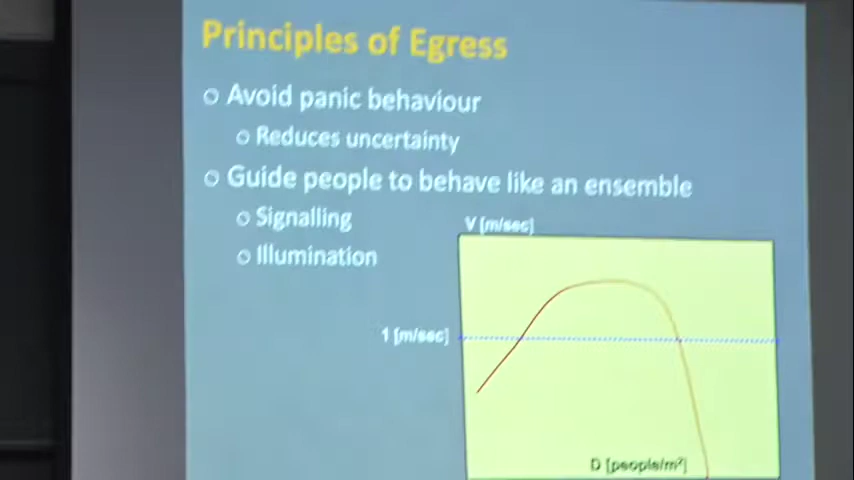 Principles of Egress
Avoid panic behaviour
Reduces uncertainty
Guide people to behave like an ensemble
Signalling
Illumination
V [m/sec]
1 [m/sec]
D [people/m²]